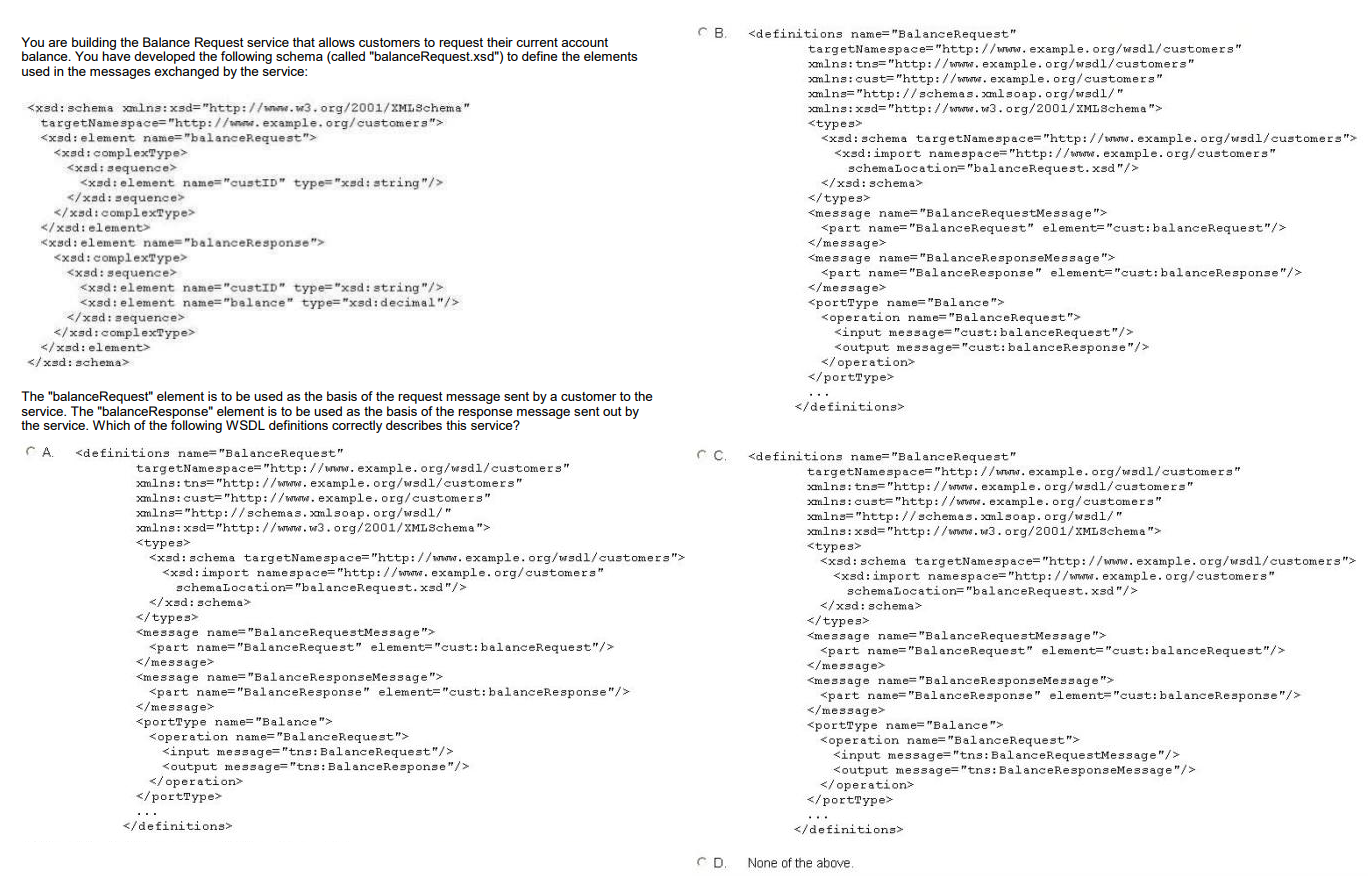 You are building the Balance Request service that allows customers to request their current account
balance. You have developed the following schema (called "balanceRequest.xsd") to define the elements
used in the messages exchanged by the service:
<xsd:schema xmlns:xsd="http://www.w3.org/2001/XMLSchema"
targetNamespace="http://www.example.org/customers">
<xsd:element name="balanceRequest">
<xsd:complexType>
<xsd:sequence>
<xsd:element name="custID" type="xsd:string"/>
</xsd:sequence>
</xsd:complexType>
</xsd:element>
<xsd:element name="balanceResponse">
<xsd:complexType>
<xsd:sequence>
<xsd:element name="custID" type="xsd:string"/>
<xsd:element name="balance" type="xsd:decimal"/>
</xsd:sequence>
</xsd:complexType>
</xsd:element>
</xsd:schema>
The "balanceRequest" element is to be used as the basis of the request message sent by a customer to the
service. The "balanceResponse" element is to be used as the basis of the response message sent out by
the service. Which of the following WSDL definitions correctly describes this service?
A. <definitions name="BalanceRequest"
targetNamespace="http://www.example.org/wsdl/customers"
xmlns:tns="http://www.example.org/wsdl/customers"
xmlns:cust="http://www.example.org/customers"
xmlns="http://schemas.xmlsoap.org/wsdl/"
xmlns:xsd="http://www.w3.org/2001/XMLSchema">
<types>
<xsd:schema targetNamespace="http://www.example.org/wsdl/customers">
<xsd:import namespace="http://www.example.org/customers"
schemaLocation="balanceRequest.xsd"/>
</xsd:schema>
</types>
<message name="BalanceRequestMessage">
<part name="BalanceRequest" element="cust:balanceRequest"/>
</message>
<message name="BalanceResponseMessage">
<part name="BalanceResponse" element="cust:balanceResponse"/>
</message>
<portType name="Balance">
<operation name="BalanceRequest">
<input message="tns:BalanceRequest"/>
<output message="tns:BalanceResponse"/>
</operation>
</portType>
...
</definitions>
B. <definitions name="BalanceRequest"
targetNamespace="http://www.example.org/wsdl/customers"
xmlns:tns="http://www.example.org/wsdl/customers"
xmlns:cust="http://www.example.org/customers"
xmlns="http://schemas.xmlsoap.org/wsdl/"
xmlns:xsd="http://www.w3.org/2001/XMLSchema">
<types>
<xsd:schema targetNamespace="http://www.example.org/wsdl/customers">
<xsd:import namespace="http://www.example.org/customers"
schemaLocation="balanceRequest.xsd"/>
</xsd:schema>
</types>
<message name="BalanceRequestMessage">
<part name="BalanceRequest" element="cust:balanceRequest"/>
</message>
<message name="BalanceResponseMessage">
<part name="BalanceResponse" element="cust:balanceResponse"/>
</message>
<portType name="Balance">
<operation name="BalanceRequest">
<input message="cust:balanceRequest"/>
<output message="cust:balanceResponse"/>
</operation>
</portType>
...
</definitions>
C. <definitions name="BalanceRequest"
targetNamespace="http://www.example.org/wsdl/customers"
xmlns:tns="http://www.example.org/wsdl/customers"
xmlns:cust="http://www.example.org/customers"
xmlns="http://schemas.xmlsoap.org/wsdl/"
xmlns:xsd="http://www.w3.org/2001/XMLSchema">
<types>
<xsd:schema targetNamespace="http://www.example.org/wsdl/customers">
<xsd:import namespace="http://www.example.org/customers"
schemaLocation="balanceRequest.xsd"/>
</xsd:schema>
</types>
<message name="BalanceRequestMessage">
<part name="BalanceRequest" element="cust:balanceRequest"/>
</message>
<message name="BalanceResponseMessage">
<part name="BalanceResponse" element="cust:balanceResponse"/>
</message>
<portType name="Balance">
<operation name="BalanceRequest">
<input message="tns:BalanceRequestMessage"/>
<output message="tns:BalanceResponseMessage"/>
</operation>
</portType>
...
</definitions>
D. None of the above.